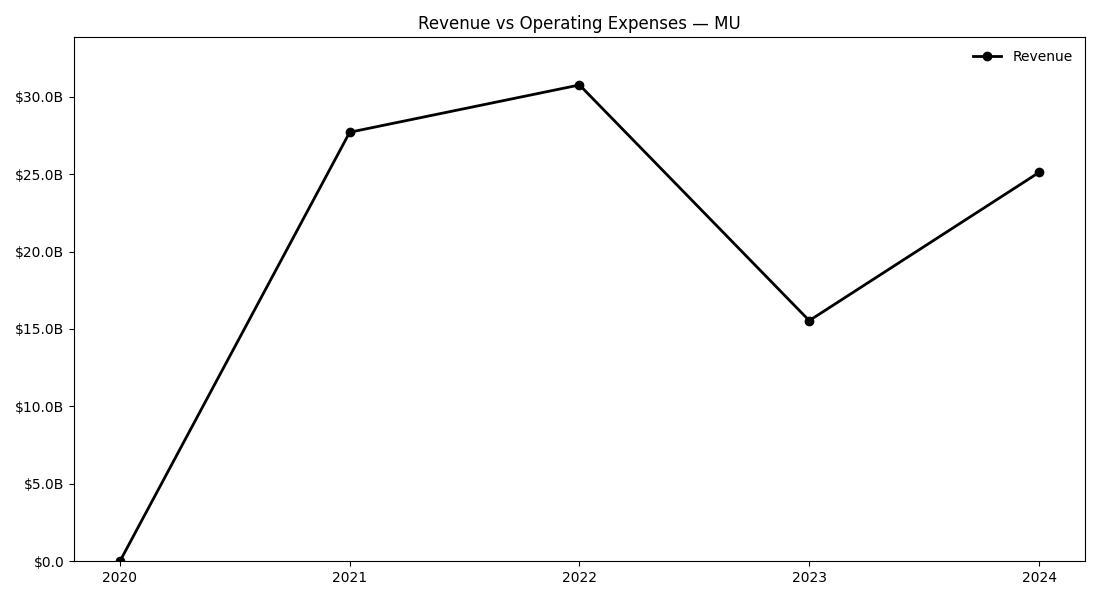 Revenue vs Operating Expenses — MU
Revenue
$30.0B
$25.0B
$20.0B
$15.0B
$10.0B
$5.0B
$0.0
2020 2021 2022 2023 2024